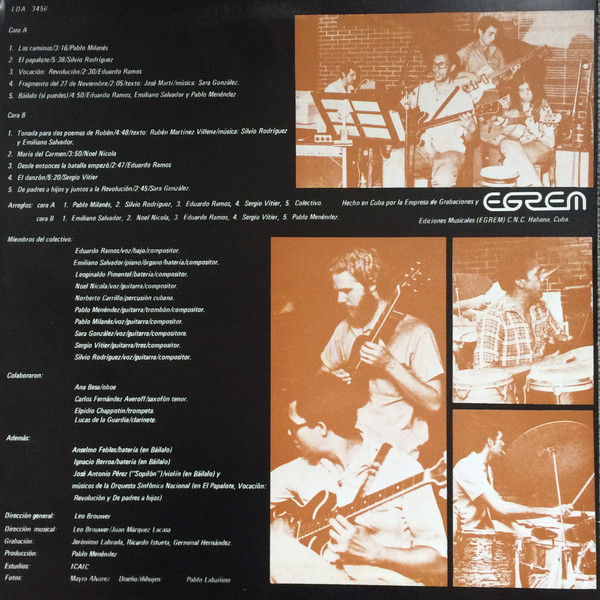 LDA 3456
Cara A
1. Los caminos/3:16/Pablo Milanés
2. El papalote/5:38/Silvio Rodríguez
3. Vocación: Revolución/2:30/Eduardo Ramos
4. Fragmento del 27 de Noviembre/2:05/texto: José Martí/música: Sara González.
5. Báilalo (si puedes)/4:50/Eduardo Ramos, Emiliano Salvador y Pablo Menéndez
Cara B
1. Tonada para dos poemas de Rubén/4:48/texto: Rubén Martínez Villena/música: Silvio Rodríguez
y Emiliano Salvador.
2. María del Carmen/3:50/Noel Nicola
3. Desde entonces la batalla empezó/2:47/Eduardo Ramos
4. El danzón/5:20/Sergio Vitier
5. De padres a hijos y juntos a la Revolución/2:45/Sara González.
Arreglos: cara A 1. Pablo Milanés, 2. Silvio Rodríguez, 3. Eduardo Ramos, 4. Sergio Vitier, 5. Colectivo.
cara B 1. Emiliano Salvador, 2. Noel Nicola, 3. Eduardo Ramos, 4. Sergio Vitier, 5. Pablo Menéndez.
Hecho en Cuba por la Empresa de Grabaciones y EGREM
Ediciones Musicales (EGREM) C.N.C. Habana, Cuba.
Miembros del colectivo:
Eduardo Ramos/voz/bajo/compositor.
Emiliano Salvador/piano/órgano/batería/compositor.
Leoginaldo Pimentel/batería/compositor.
Noel Nicola/voz/guitarra/compositor.
Norberto Carrillo/percusión cubana.
Pablo Menéndez/guitarra/trombón/compositor.
Pablo Milanés/voz/guitarra/compositor.
Sara González/voz/guitarra/compositora.
Sergio Vitier/guitarra/tres/compositor.
Silvio Rodríguez/voz/guitarra/compositor.
Colaboraron:
Ana Besa/oboe
Carlos Fernández Averoff/saxofón tenor.
Elpidio Chappotín/trompeta.
Lucas de la Guardia/clarinete.
Además:
Anselmo Febles/batería (en Báilalo)
Ignacio Berroa/batería (en Báilalo)
José Antonio Pérez ("Sopilón")/violín (en Báilalo) y
músicos de la Orquesta Sinfónica Nacional (en El Papalote, Vocación:
Revolución y De padres a hijos)
Dirección general: Leo Brouwer
Dirección musical: Leo Brouwer/Juan Márquez Lacasa
Grabación: Jerónimo Labrada, Ricardo Istueta, Germinal Hernández.
Producción: Pablo Menéndez
Estudios: ICAIC
Fotos: Mayra Alvarez Diseño/dibujos: Pablo Labañino